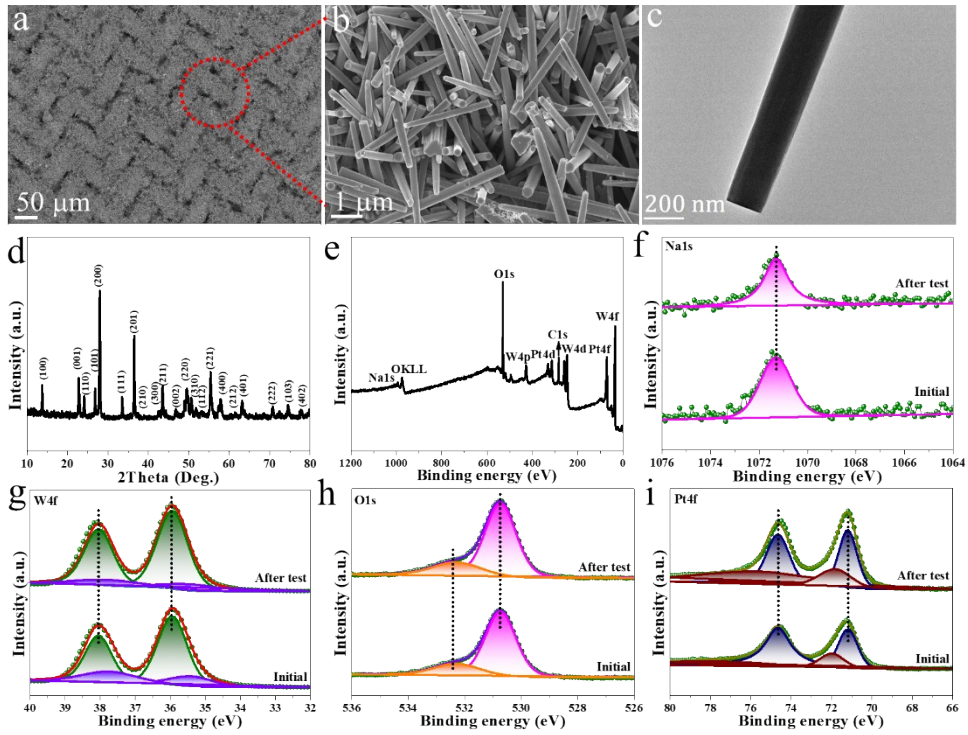 a
50 µm
b
1 µm
c
200 nm
d
Intensity (a.u.)
(100)
(001)
(110)
(101)
(200)
(111)
(201)
(210)
(300)
(211)
(002)
(220)
(310)
(112)
(221)
(400)
(212)
(401)
(222)
(103)
(402)
10 20 30 40 50 60 70 80
2Theta (Deg.)
e
Intensity (a.u.)
Na1s
OKLL
O1s
W4p
Pt4d
C1s
W4d
Pt4f
W4f
1200 1000 800 600 400 200 0
Binding energy (eV)
f
Na1s
Intensity (a.u.)
After test
Initial
1076 1074 1072 1070 1068 1066 1064
Binding energy (eV)
g
W4f
Intensity (a.u.)
After test
Initial
40 39 38 37 36 35 34 33 32
Binding energy (eV)
h
O1s
Intensity (a.u.)
After test
Initial
536 534 532 530 528 526
Binding energy (eV)
i
Pt4f
Intensity (a.u.)
After test
Initial
80 78 76 74 72 70 68 66
Binding energy (eV)